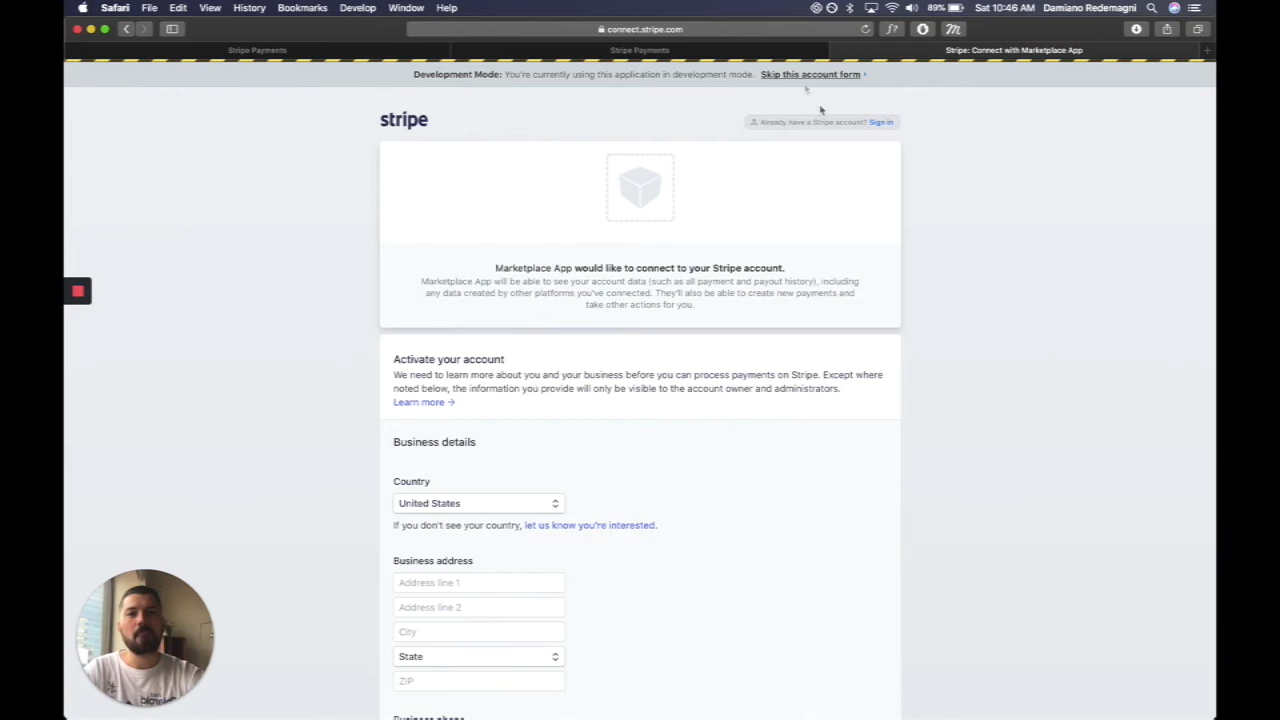 Safari File Edit View History Bookmarks Develop Window Help 89% Sat 10:46 AM Damiano Redemagni
connect.stripe.com
Stripe Payments Stripe Payments Stripe: Connect with Marketplace App
Development Mode: You're currently using this application in development mode. Skip this account form ›
stripe
Already have a Stripe account? Sign in
Marketplace App would like to connect to your Stripe account.
Marketplace App will be able to see your account data (such as all payment and payout history), including
any data created by other platforms you've connected. They'll also be able to create new payments and
take other actions for you.
Activate your account
We need to learn more about you and your business before you can process payments on Stripe. Except where
noted below, the information you provide will only be visible to the account owner and administrators.
Learn more →
Business details
Country
United States
If you don't see your country, let us know you're interested.
Business address
Address line 1
Address line 2
City
State
ZIP
Business phone